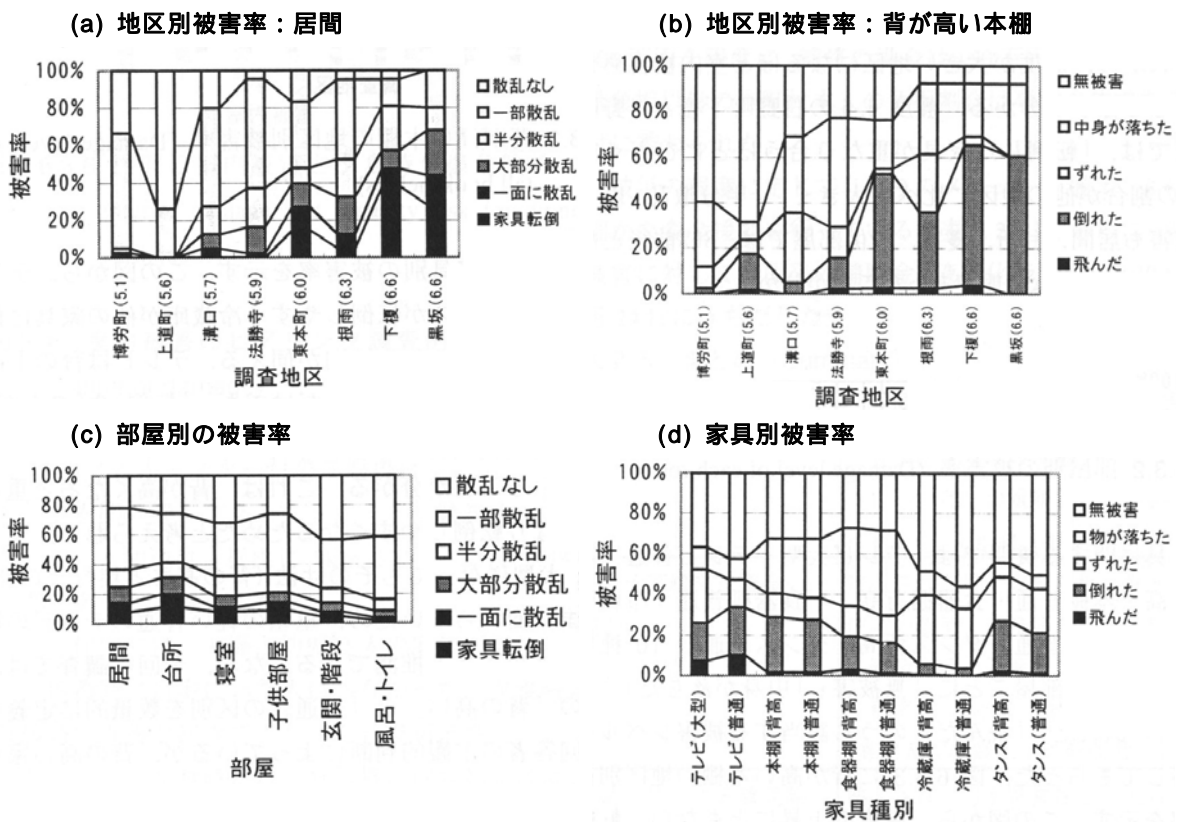 (a) 地区別被害率：居間
被害率
100%
80%
60%
40%
20%
0%
博労町(5.1)
上道町(5.6)
溝口(5.7)
法勝寺(5.9)
東本町(6.0)
根雨(6.3)
下榎(6.6)
黒坂(6.6)
調査地区
散乱なし
一部散乱
半分散乱
大部分散乱
一面に散乱
家具転倒
(b) 地区別被害率：背が高い本棚
被害率
100%
80%
60%
40%
20%
0%
博労町(5.1)
上道町(5.6)
溝口(5.7)
法勝寺(5.9)
東本町(6.0)
根雨(6.3)
下榎(6.6)
黒坂(6.6)
調査地区
無被害
中身が落ちた
ずれた
倒れた
飛んだ
(c) 部屋別の被害率
被害率
100%
80%
60%
40%
20%
0%
居間
台所
寝室
子供部屋
玄関・階段
風呂・トイレ
部屋
散乱なし
一部散乱
半分散乱
大部分散乱
一面に散乱
家具転倒
(d) 家具別被害率
被害率
100%
80%
60%
40%
20%
0%
テレビ(大型)
テレビ(普通)
本棚(背高)
本棚(普通)
食器棚(背高)
食器棚(普通)
冷蔵庫(背高)
冷蔵庫(普通)
タンス(背高)
タンス(普通)
家具種別
無被害
物が落ちた
ずれた
倒れた
飛んだ